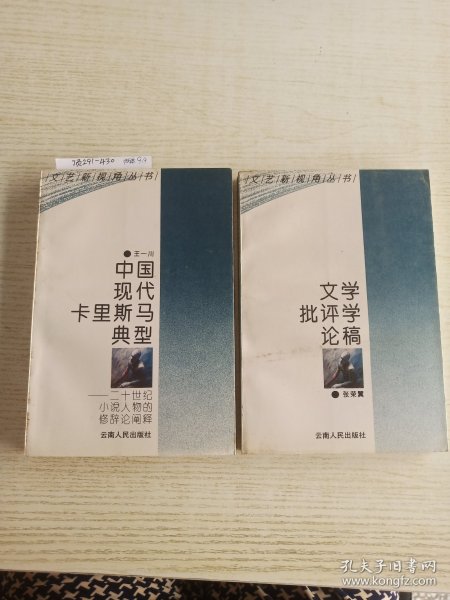 文艺新视角丛书
●王一川
中国
现代
卡里斯马
典型
——二十世纪
小说人物的
修辞论阐释
云南人民出版社
文艺新视角丛书
文学
批评学
论稿
●张荣翼
云南人民出版社
孔夫子旧书网
www.kongfz.com